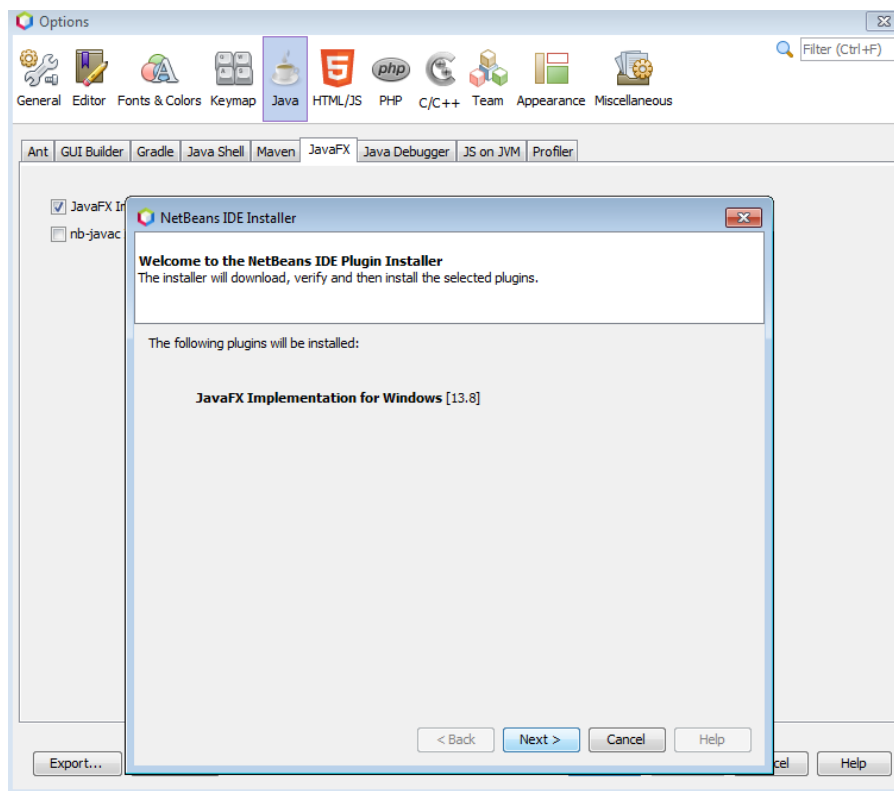 Options
Filter (Ctrl+F)
General Editor Fonts & Colors Keymap Java HTML/JS PHP C/C++ Team Appearance Miscellaneous
php
Ant GUI Builder Gradle Java Shell Maven JavaFX Java Debugger JS on JVM Profiler
JavaFX
nb-javac
NetBeans IDE Installer
Welcome to the NetBeans IDE Plugin Installer
The installer will download, verify and then install the selected plugins.
The following plugins will be installed:
JavaFX Implementation for Windows [13.8]
< Back Next > Cancel Help
Export... cel Help